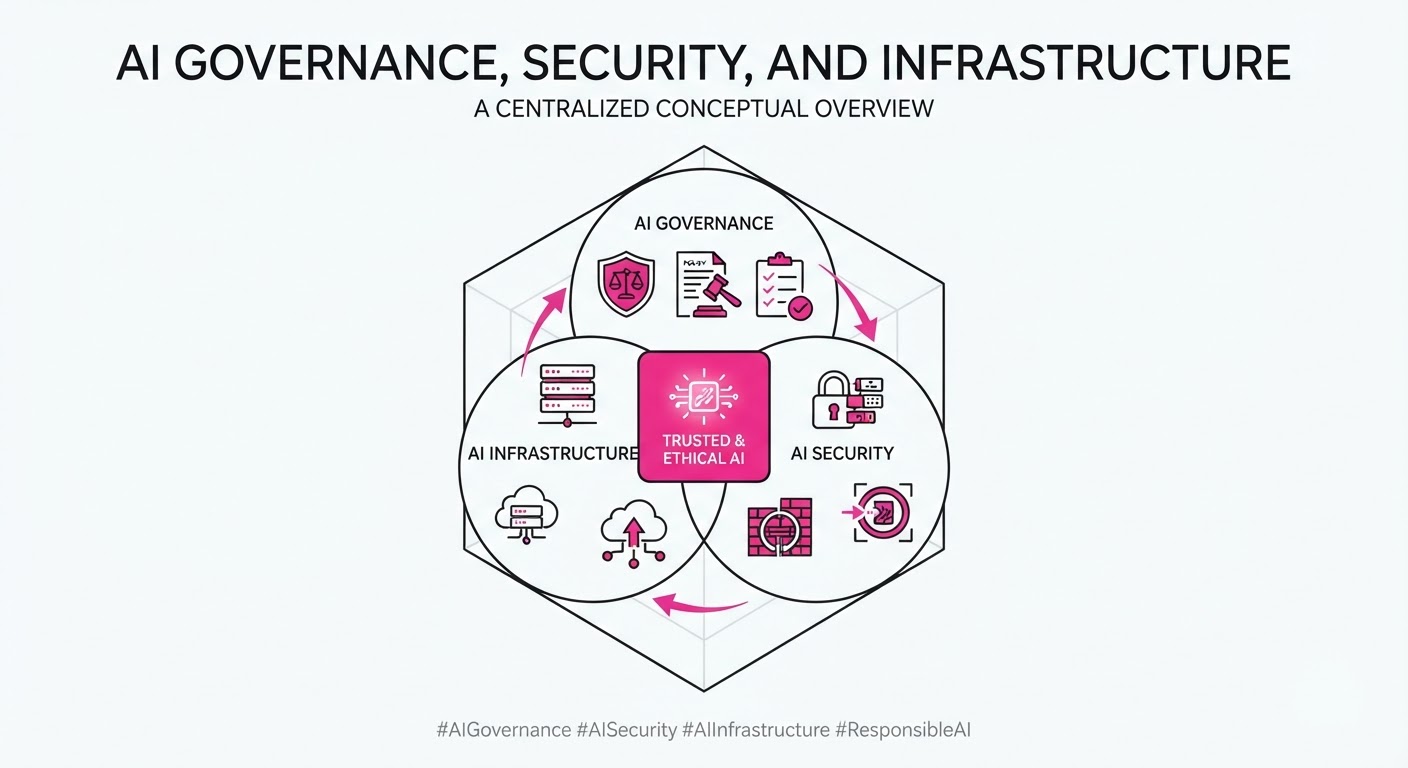 AI GOVERNANCE, SECURITY, AND INFRASTRUCTURE
A CENTRALIZED CONCEPTUAL OVERVIEW
AI GOVERNANCE
AI INFRASTRUCTURE
TRUSTED &
ETHICAL AI
AI SECURITY
#AIGovernance #AISecurity #AIInfrastructure #ResponsibleAI